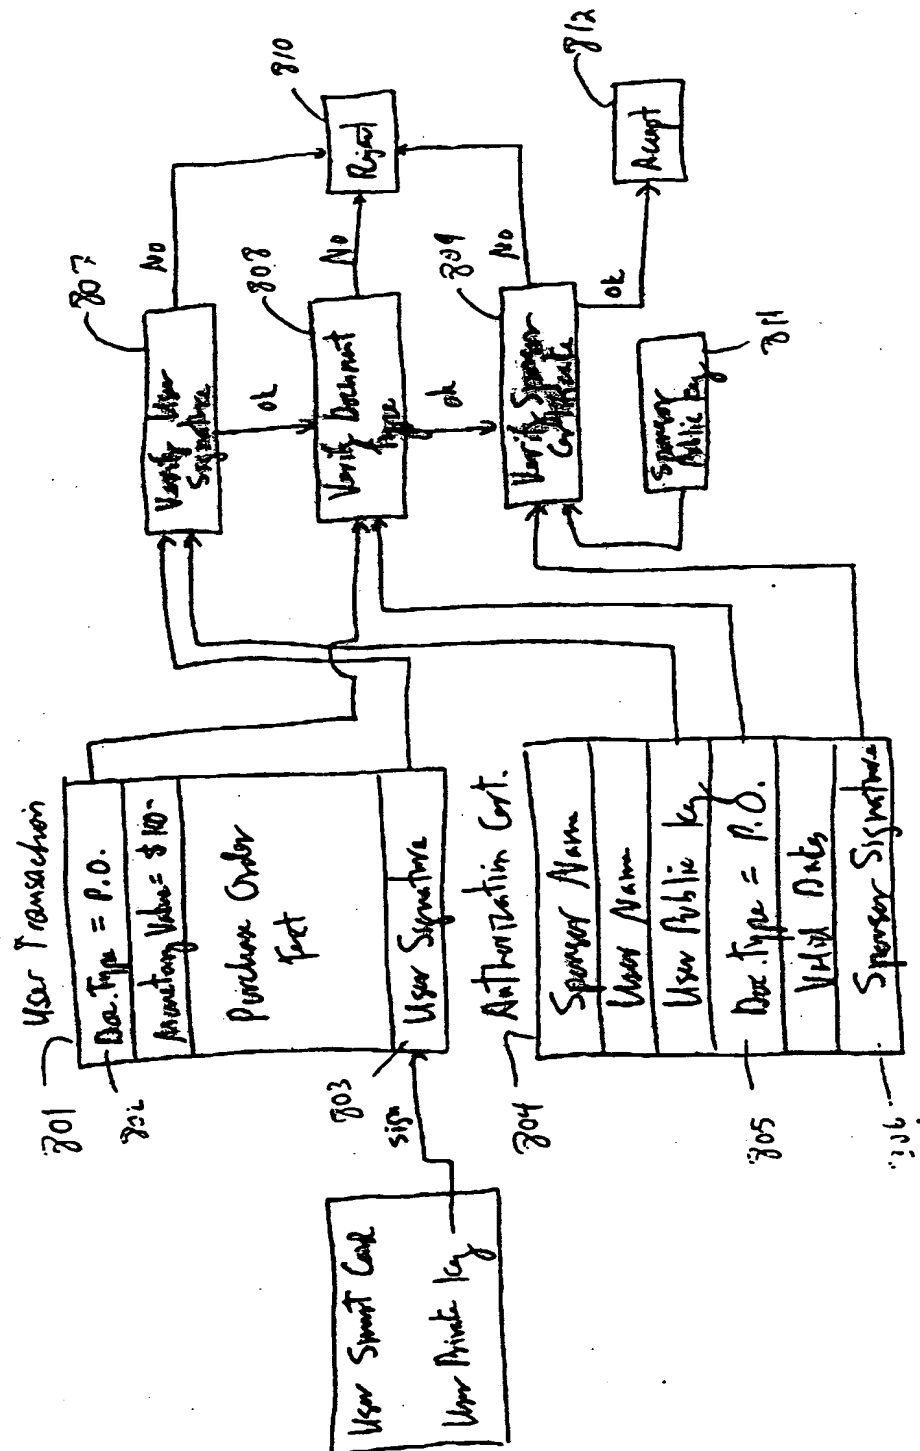 User Smart Card
User Private Key
sign
801
User Transaction
802
Doc. Type = P.O.
Monetary Value = $10-
Purchase Order
Text
803
User Signature
804
Authorization Cert.
Sponsor Name
User Name
User Public Key
805
Doc. Type = P.O.
Valid Dates
806
Sponsor Signature
807
Verify User
Signature
No
ok
808
Verify Document
Type
No
ok
809
Verify Sponsor
Certificate
No
ok
810
Reject
Sponsor
Public Key
811
812
Accept